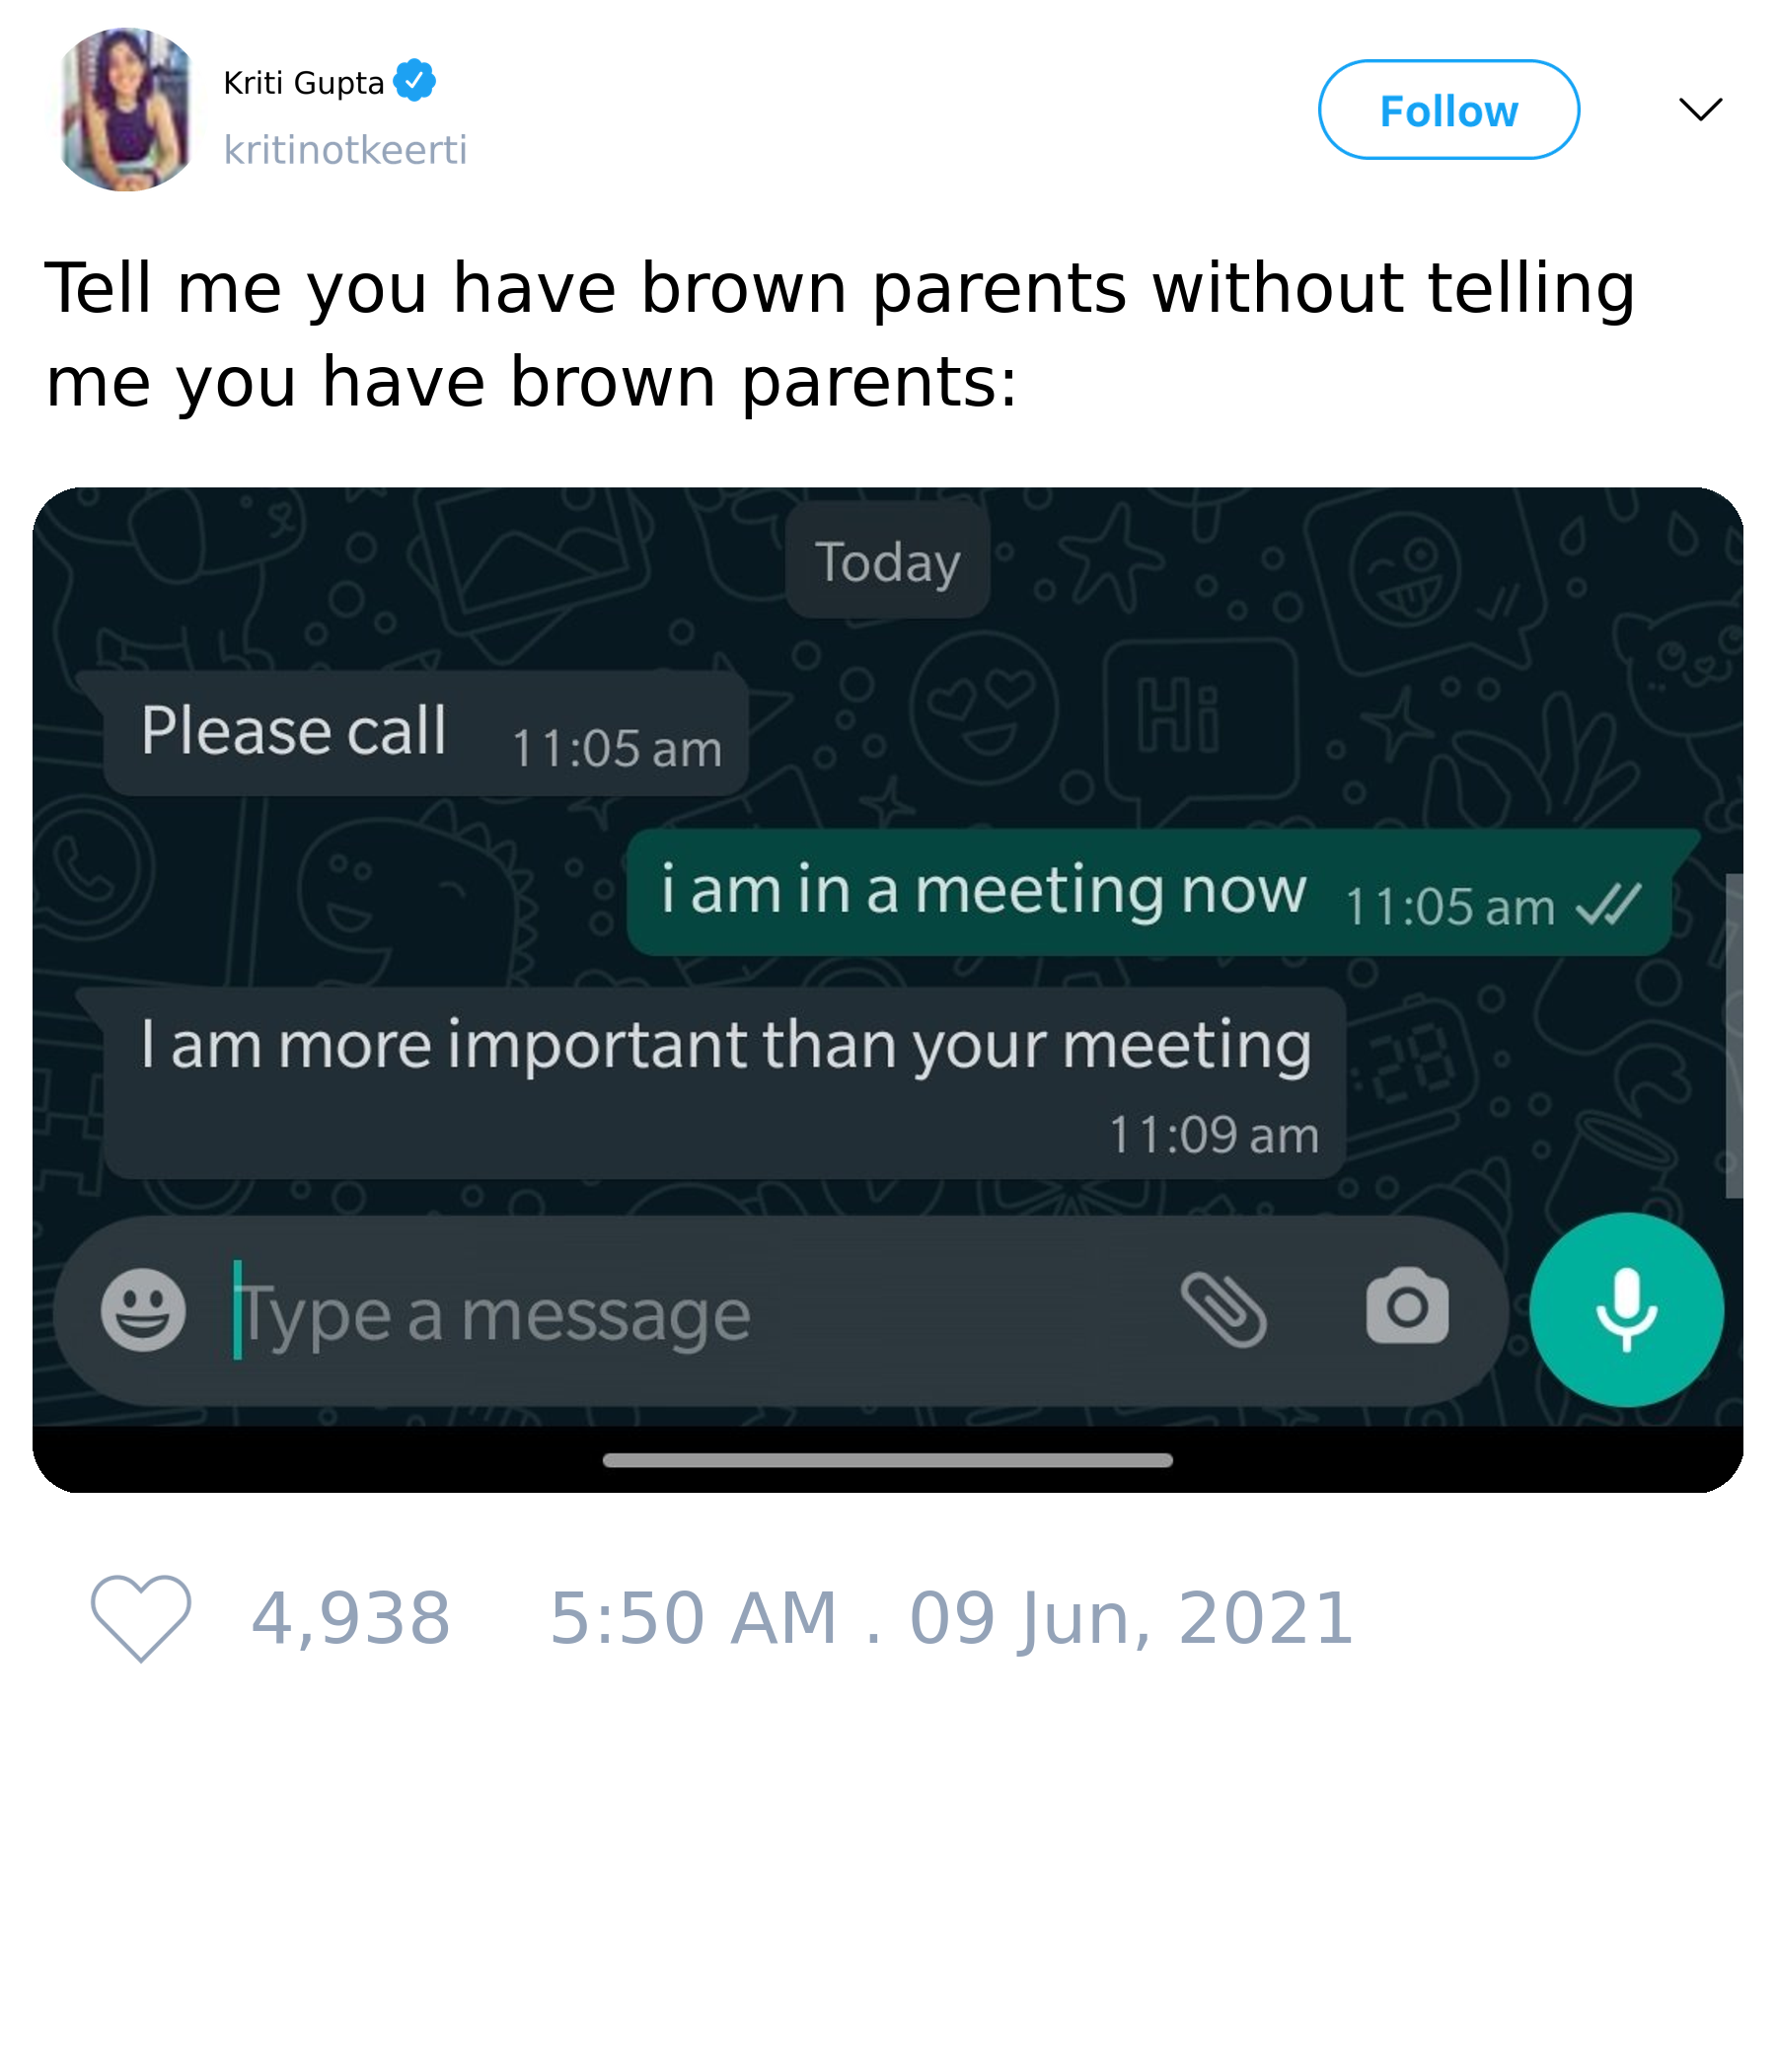 Kriti Gupta
kritinotkeerti
Follow
Tell me you have brown parents without telling
me you have brown parents:
Today
Hi
Please call 11:05 am
i am in a meeting now 11:05 am
I am more important than your meeting
11:09 am
:28
Type a message
4,938 5:50 AM . 09 Jun, 2021